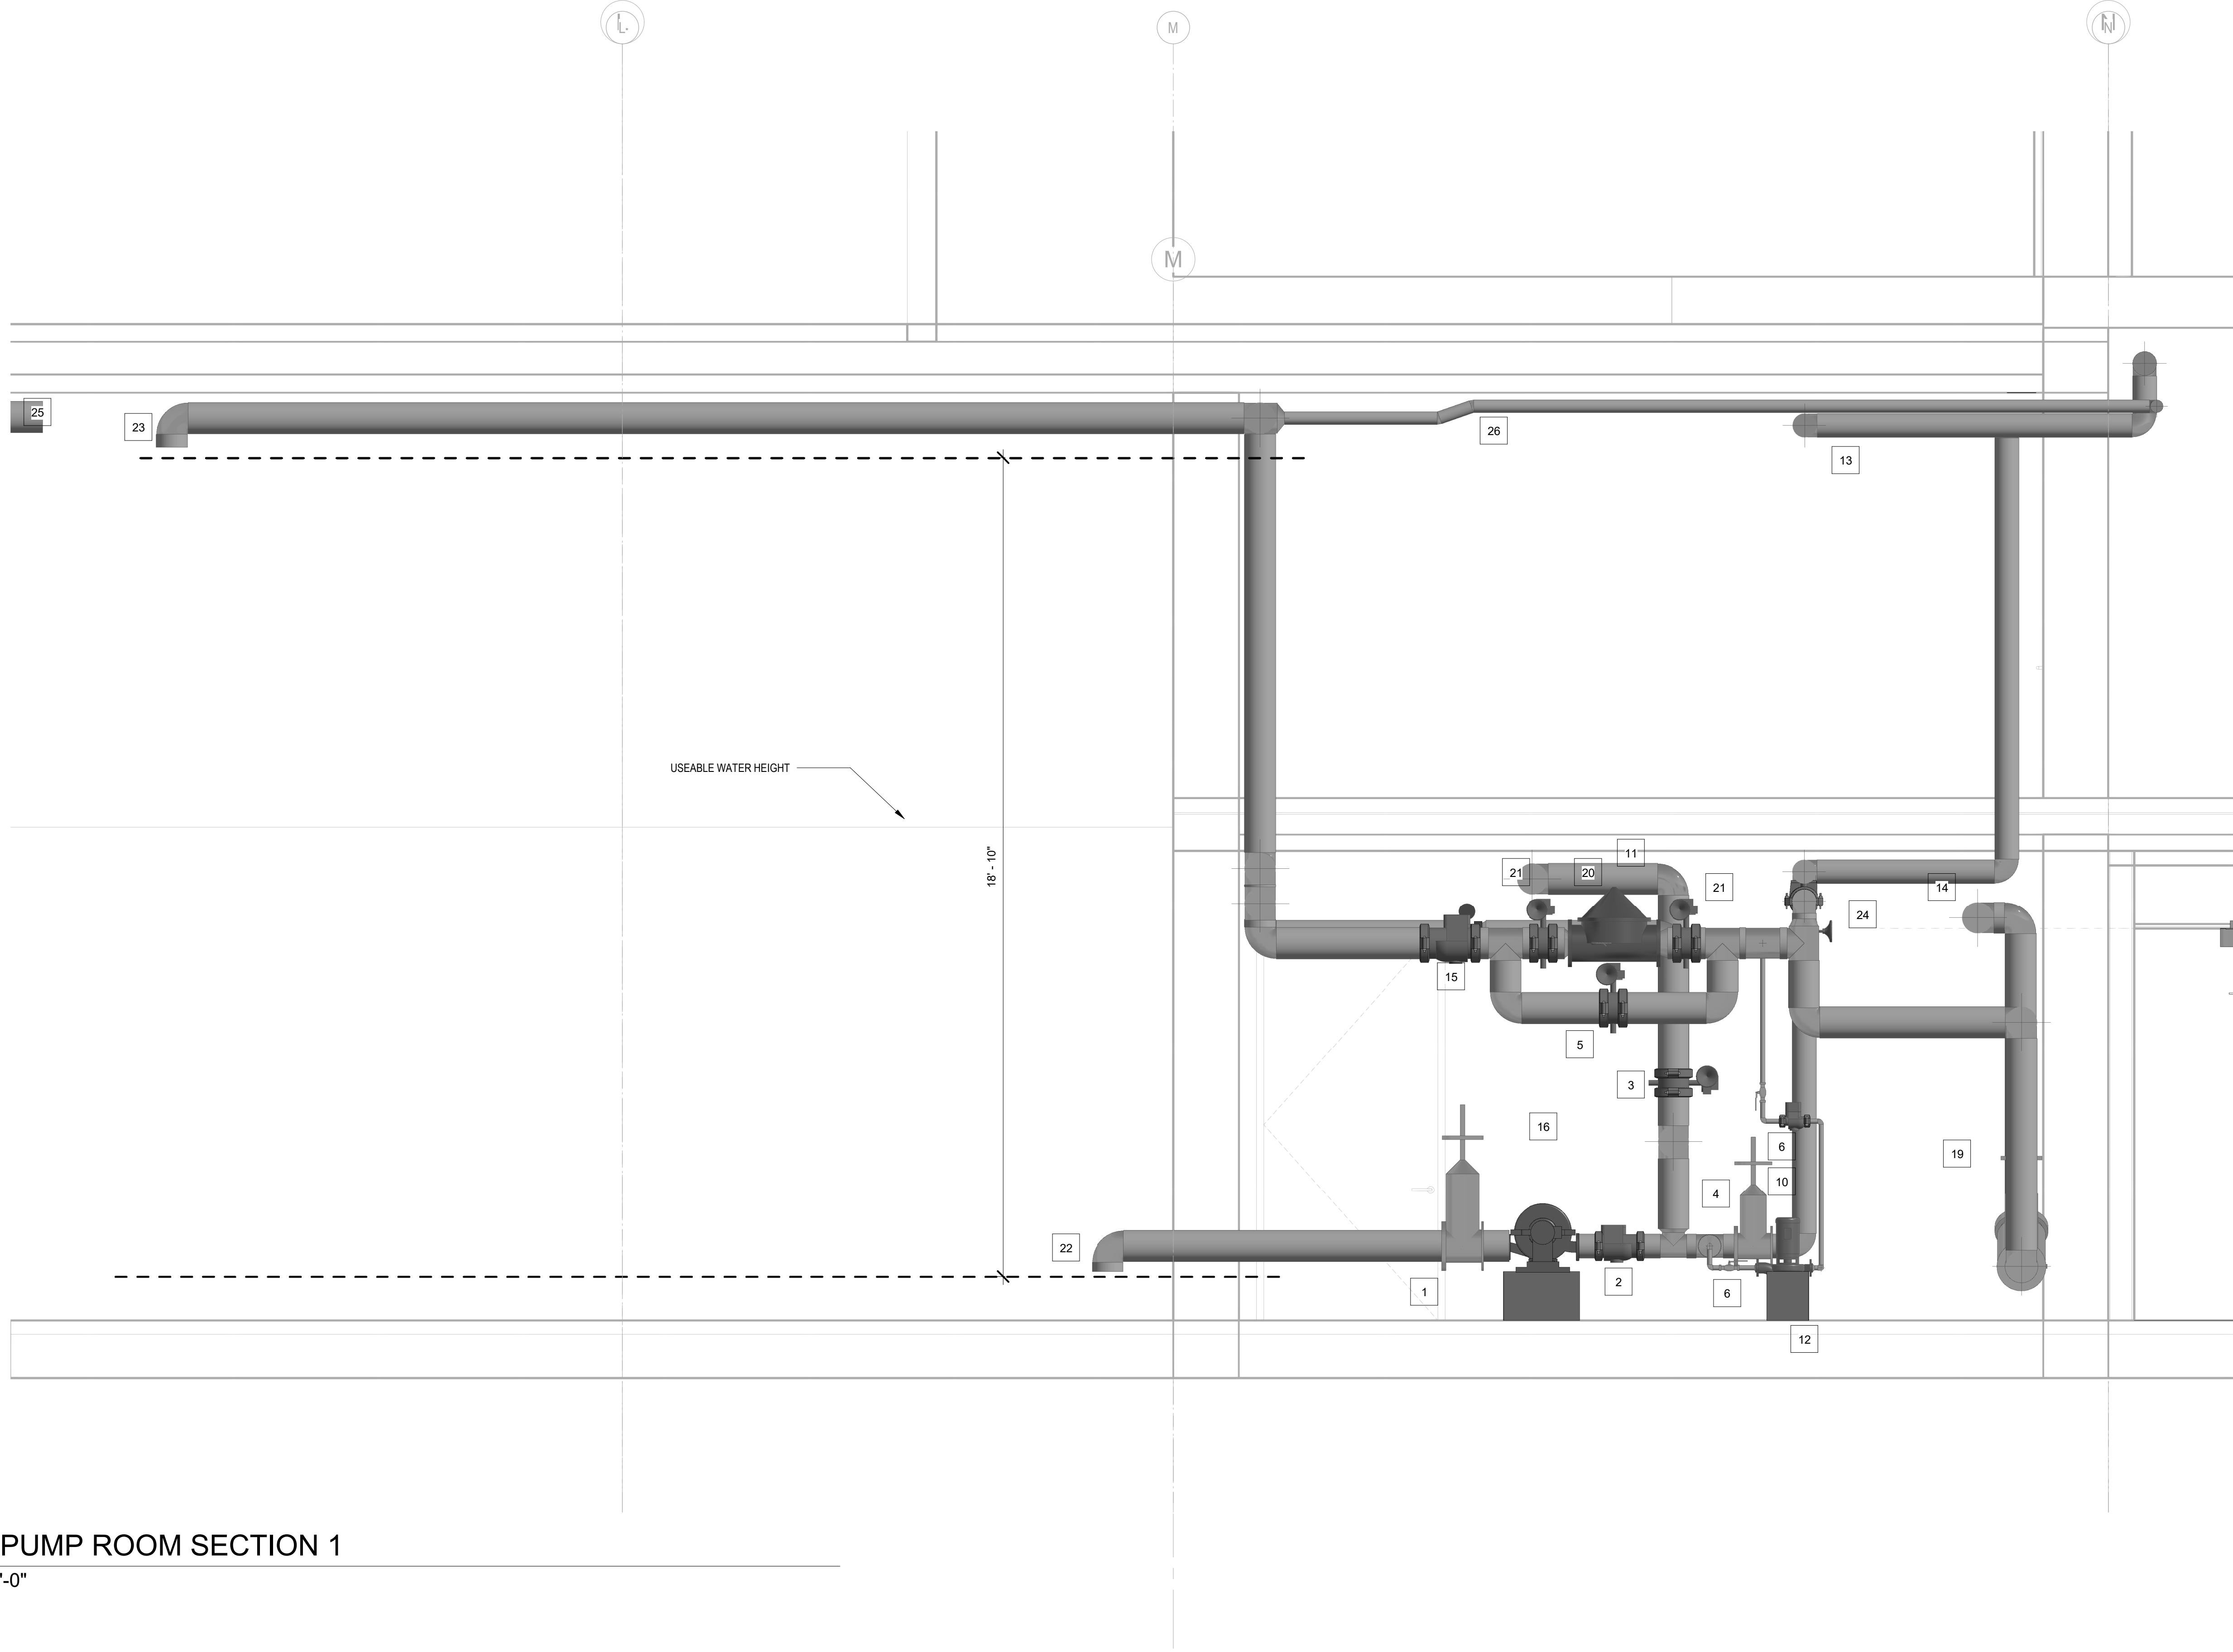 L
L
M
N
N
M
25
23
26
13
USEABLE WATER HEIGHT
18' - 10"
11
21
20
21
14
24
15
5
3
16
6
19
10
4
22
1
2
6
12
PUMP ROOM SECTION 1
'-0"